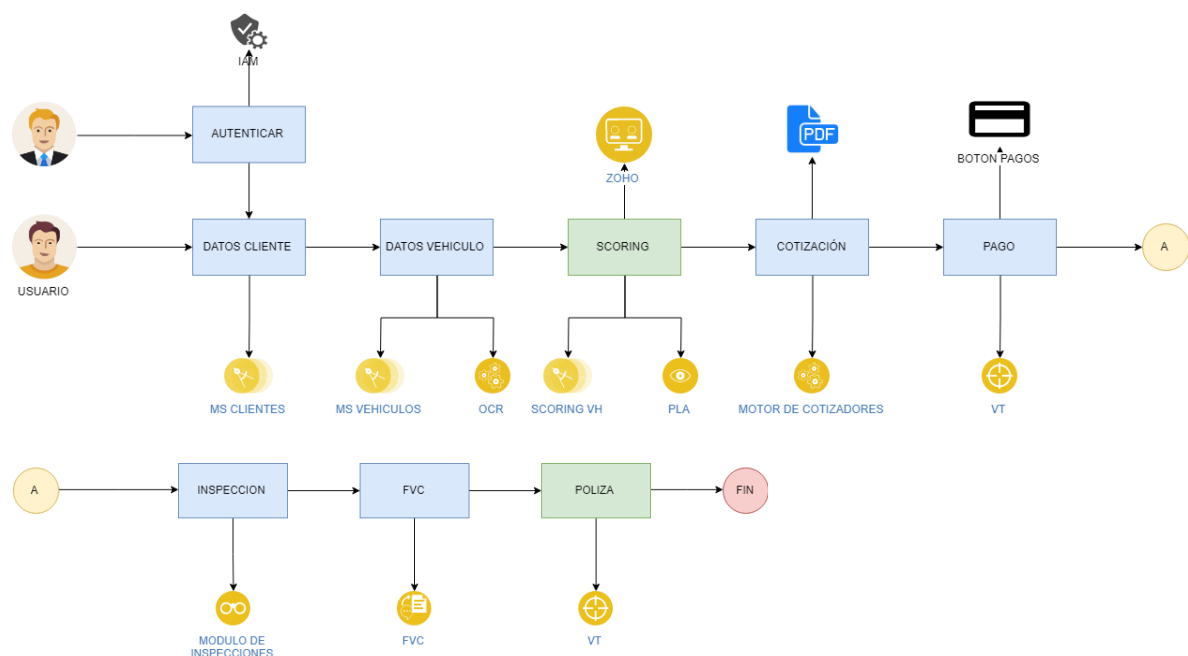 IAM
AUTENTICAR
PDF
BOTON PAGOS
ZOHO
USUARIO
DATOS CLIENTE
DATOS VEHICULO
SCORING
COTIZACIÓN
PAGO
A
MS CLIENTES
MS VEHICULOS
OCR
SCORING VH
PLA
MOTOR DE COTIZADORES
VT
A
INSPECCION
FVC
POLIZA
FIN
MODULO DE
INSPECCIONES
FVC
VT